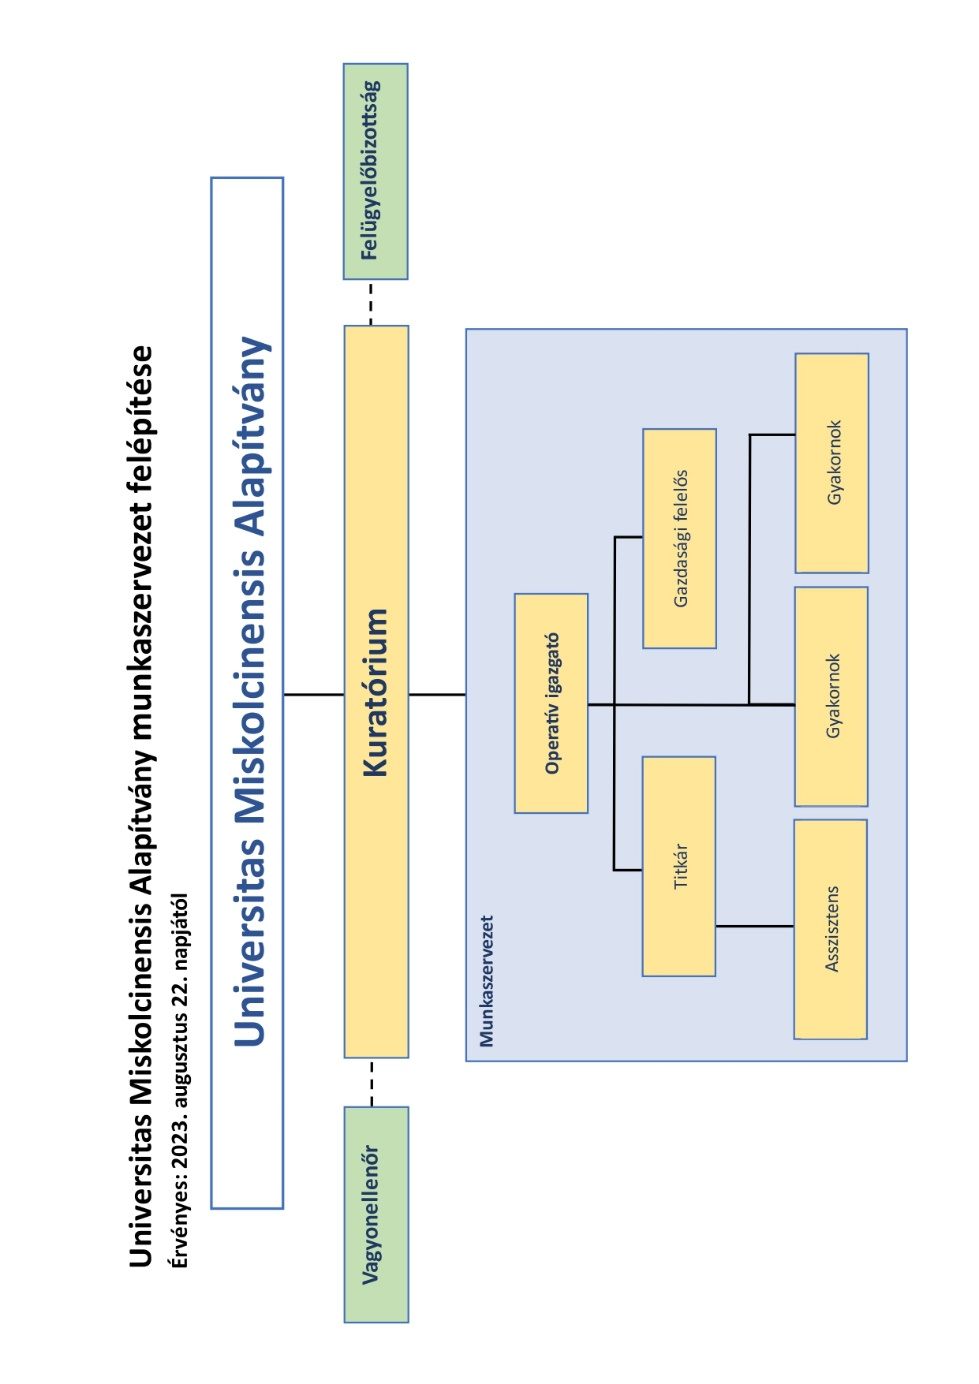 Universitas Miskolcinensis Alapítvány munkaszervezet felépítése
Érvényes: 2023. augusztus 22. napjától
Universitas Miskolcinensis Alapítvány
Vagyonellenőr
Kuratórium
Felügyelőbizottság
Munkaszervezet
Operatív igazgató
Titkár
Gazdasági felelős
Asszisztens
Gyakornok
Gyakornok